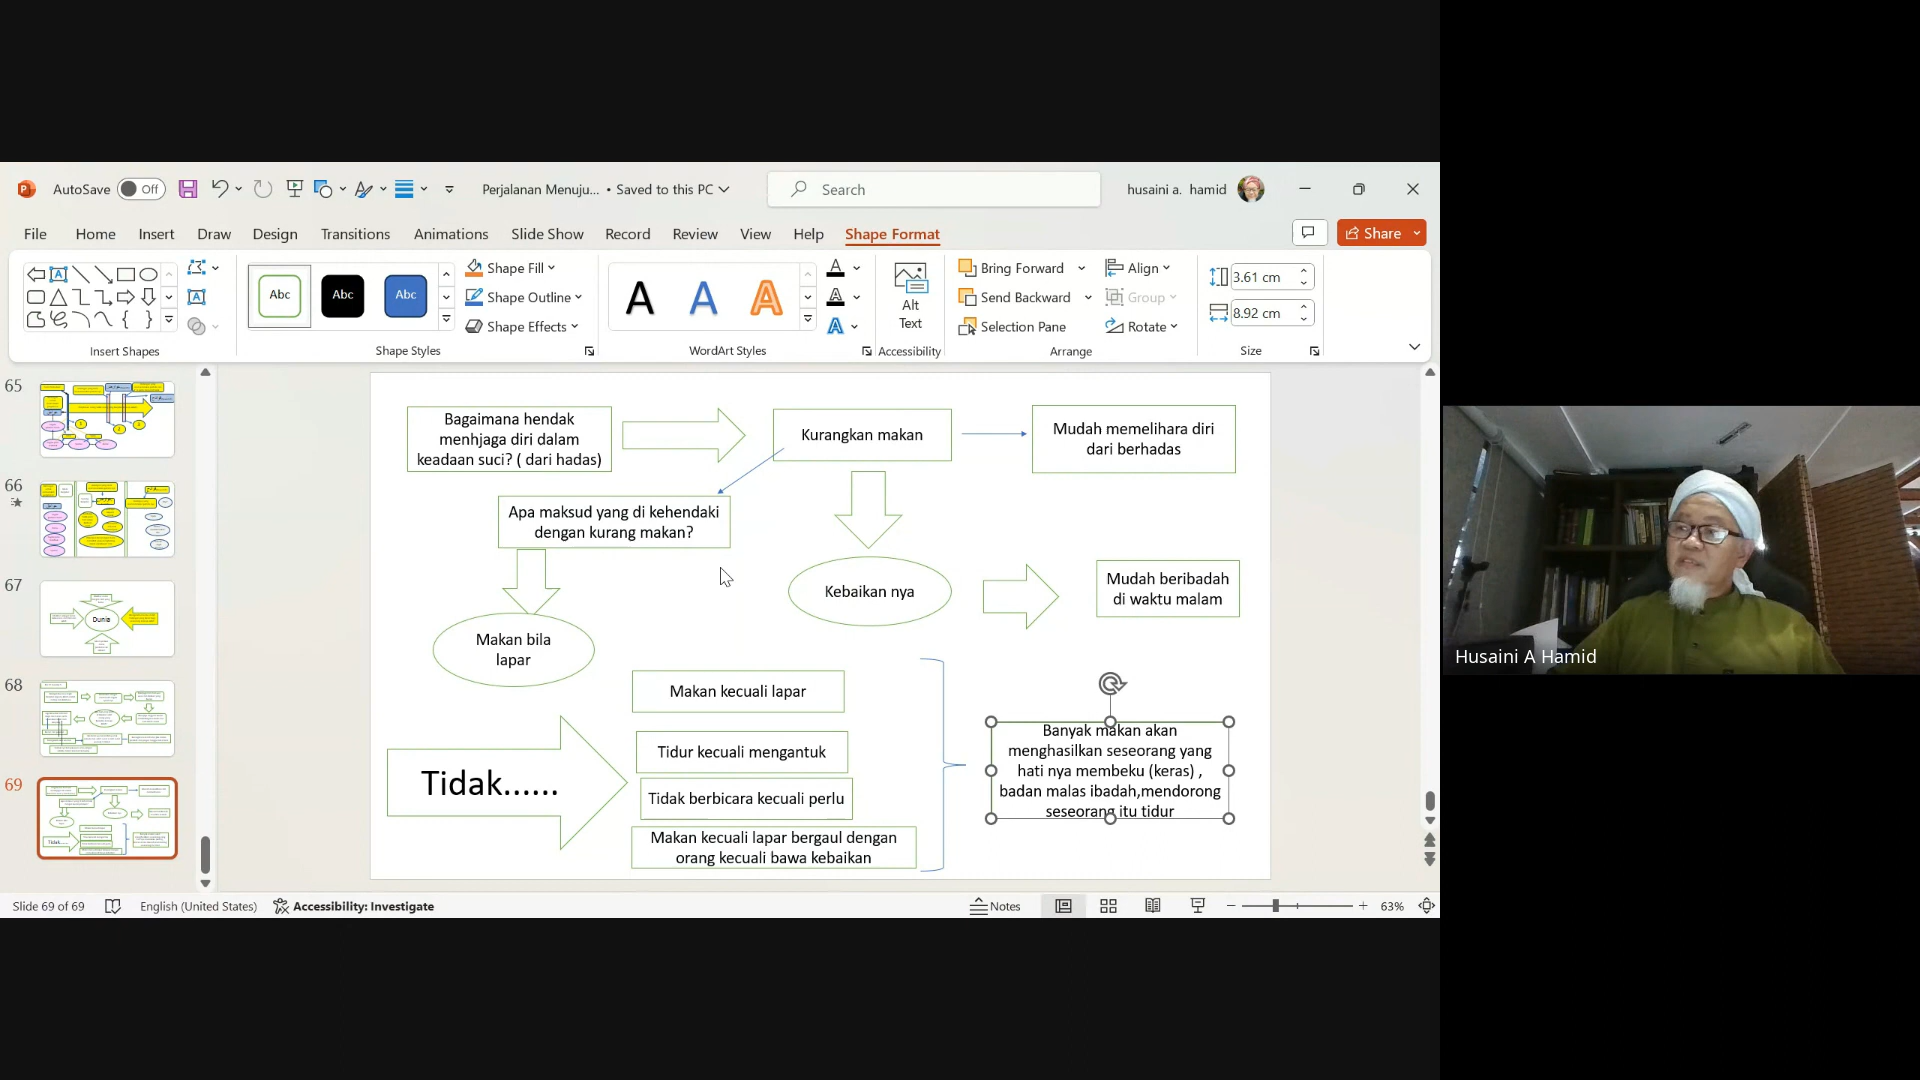 AutoSave
Off
Perjalanan Menuju... • Saved to this PC
Search
husaini a. hamid
File
Home
Insert
Draw
Design
Transitions
Animations
Slide Show
Record
Review
View
Help
Shape Format
Share
Abc
Abc
Abc
Shape Fill
Shape Outline
Shape Effects
A
A
A
Alt
Text
Bring Forward
Send Backward
Selection Pane
Align
Group
Rotate
3.61 cm
8.92 cm
Insert Shapes
Shape Styles
WordArt Styles
Accessibility
Arrange
Size
65
66
67
Dunia
68
69
Bagaimana hendak
menhjaga diri dalam
keadaan suci? ( dari hadas)
Kurangkan makan
Mudah memelihara diri
dari berhadas
Apa maksud yang di kehendaki
dengan kurang makan?
Kebaikan nya
Mudah beribadah
di waktu malam
Makan bila
lapar
Makan kecuali lapar
Tidak......
Tidur kecuali mengantuk
Tidak berbicara kecuali perlu
Makan kecuali lapar bergaul dengan
orang kecuali bawa kebaikan
Banyak makan akan
menghasilkan seseorang yang
hati nya membeku (keras) ,
badan malas ibadah,mendorong
seseorang itu tidur
Slide 69 of 69
English (United States)
Accessibility: Investigate
Notes
63%
Husaini A Hamid